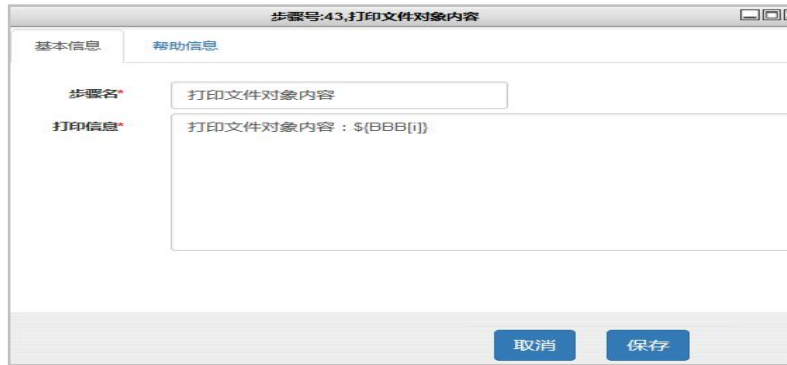 步骤号:43,打印文件对象内容
基本信息 帮助信息
步骤名* 打印文件对象内容
打印信息* 打印文件对象内容：${BBB[i]}
取消 保存